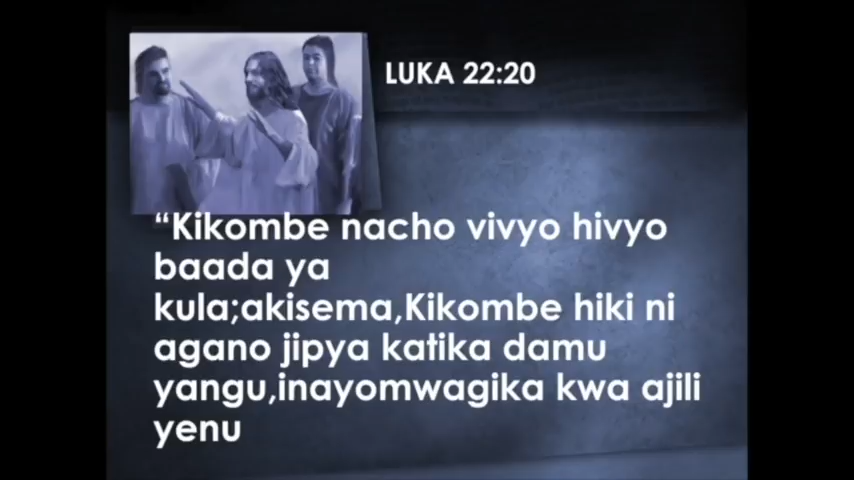 LUKA 22:20
“Kikombe nacho vivyo hivyo
baada ya
kula;akisema,Kikombe hiki ni
agano jipya katika damu
yangu,inayomwagika kwa ajili
yenu